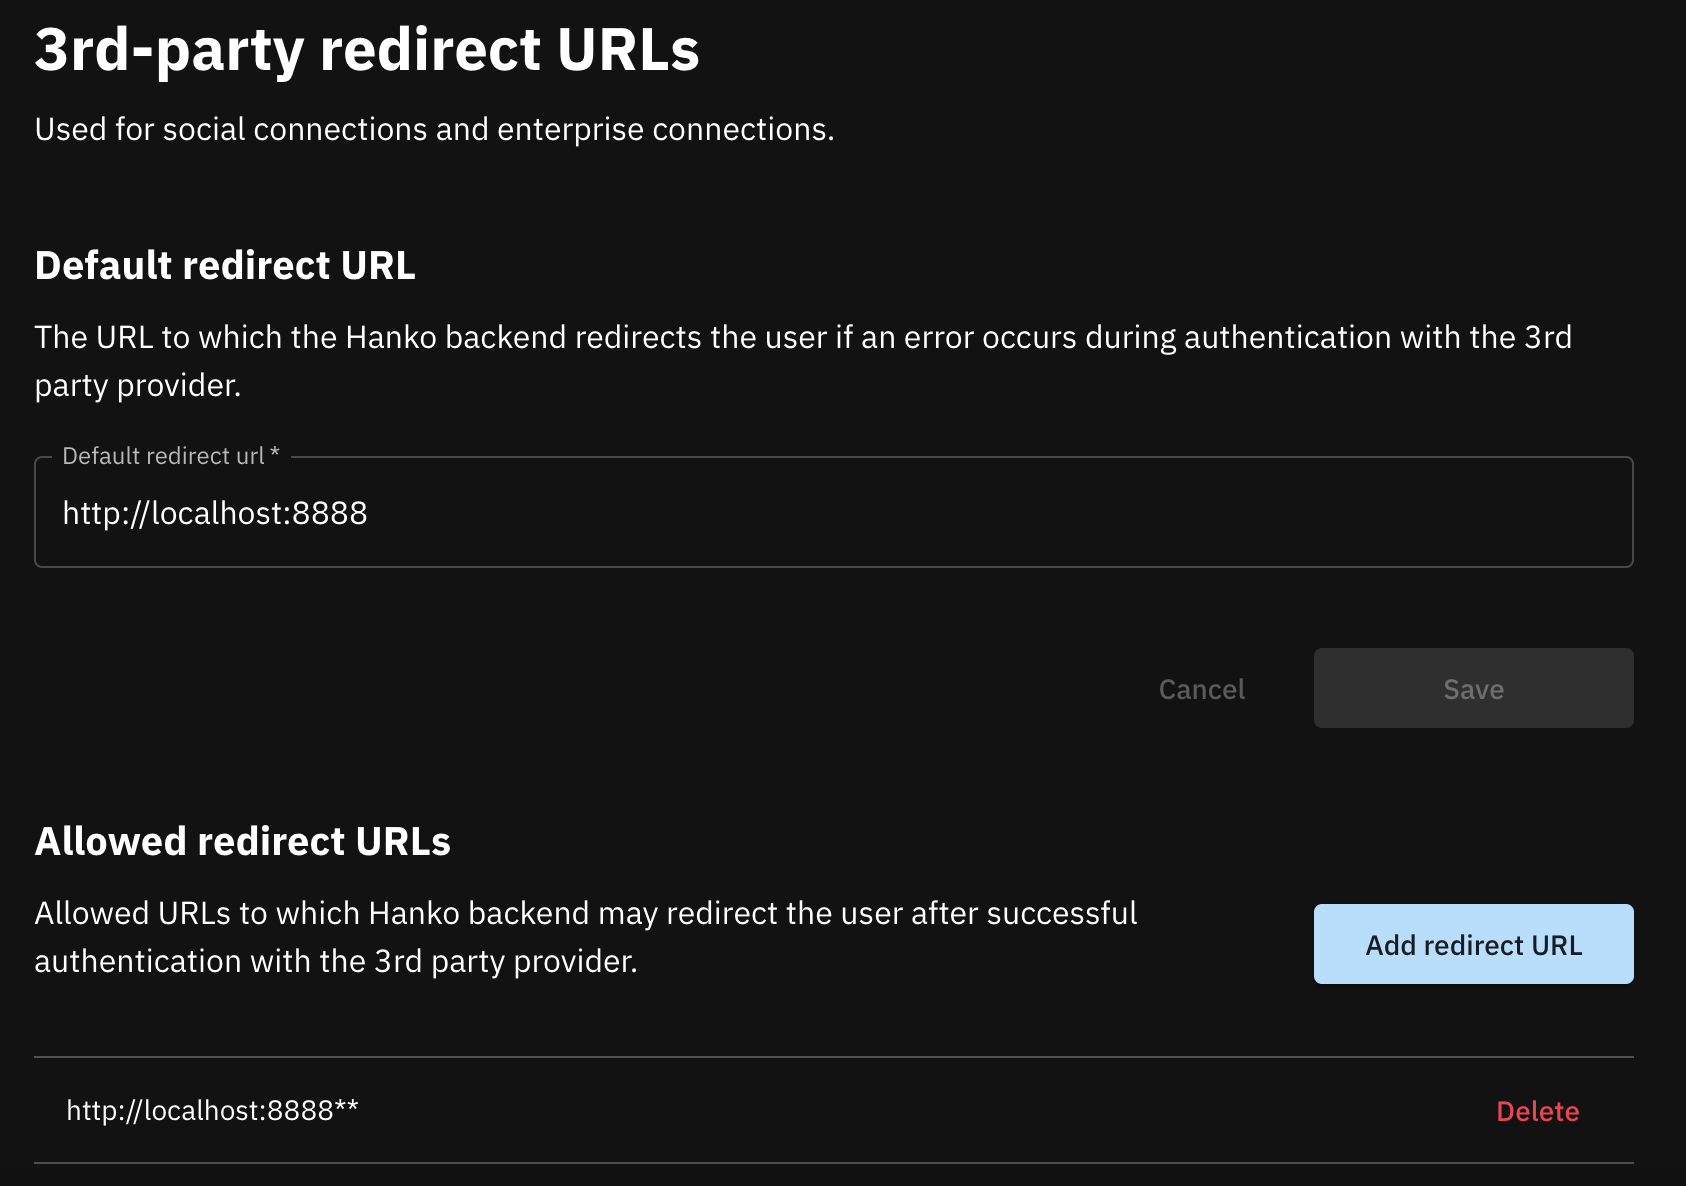 3rd-party redirect URLs
Used for social connections and enterprise connections.
Default redirect URL
The URL to which the Hanko backend redirects the user if an error occurs during authentication with the 3rd
party provider.
Default redirect url *
http://localhost:8888
Cancel
Save
Allowed redirect URLs
Allowed URLs to which Hanko backend may redirect the user after successful
authentication with the 3rd party provider.
Add redirect URL
http://localhost:8888**
Delete